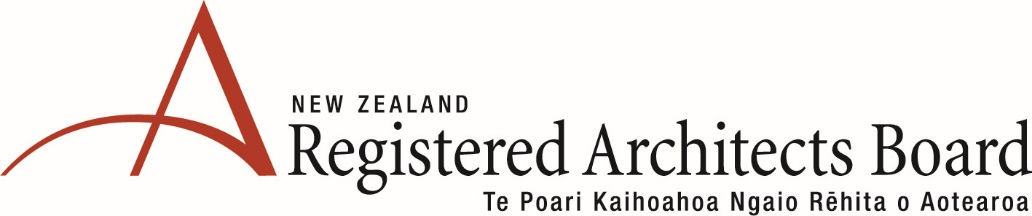 NEW ZEALAND
Registered Architects Board
Te Poari Kaihoahoa Ngaio Rēhita o Aotearoa